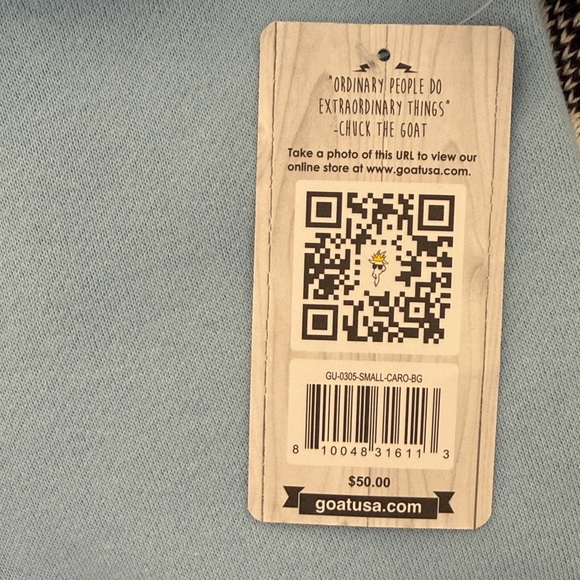 "ORDINARY PEOPLE DO
EXTRAORDINARY THINGS"
-CHUCK THE GOAT
Take a photo of this URL to view our
online store at www.goatusa.com.
GU-0305-SMALL-CARO-BG
8 10048 31611 3
$50.00
goatusa.com